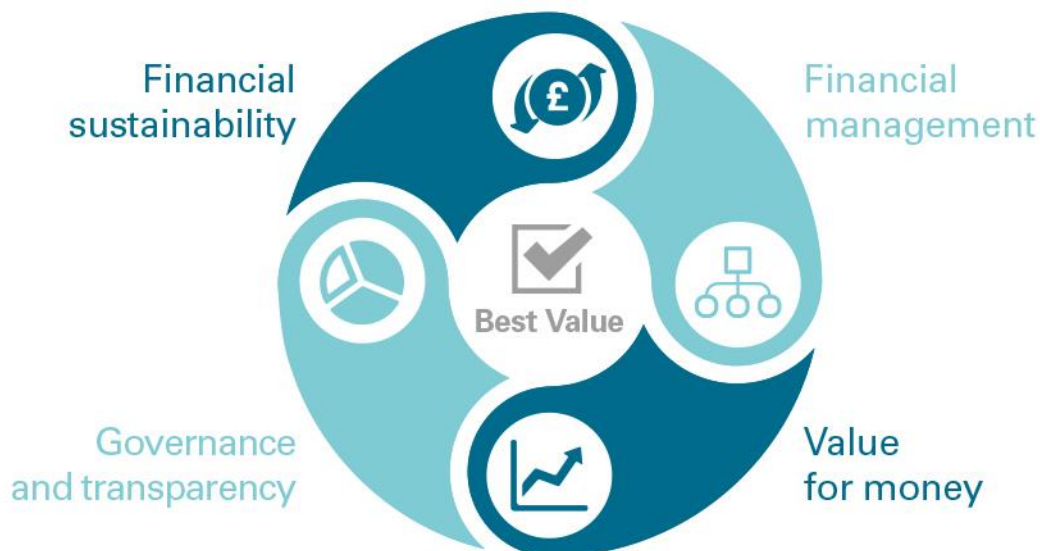 Financial
sustainability
Financial
management
£
Best Value
Governance
and transparency
Value
for money